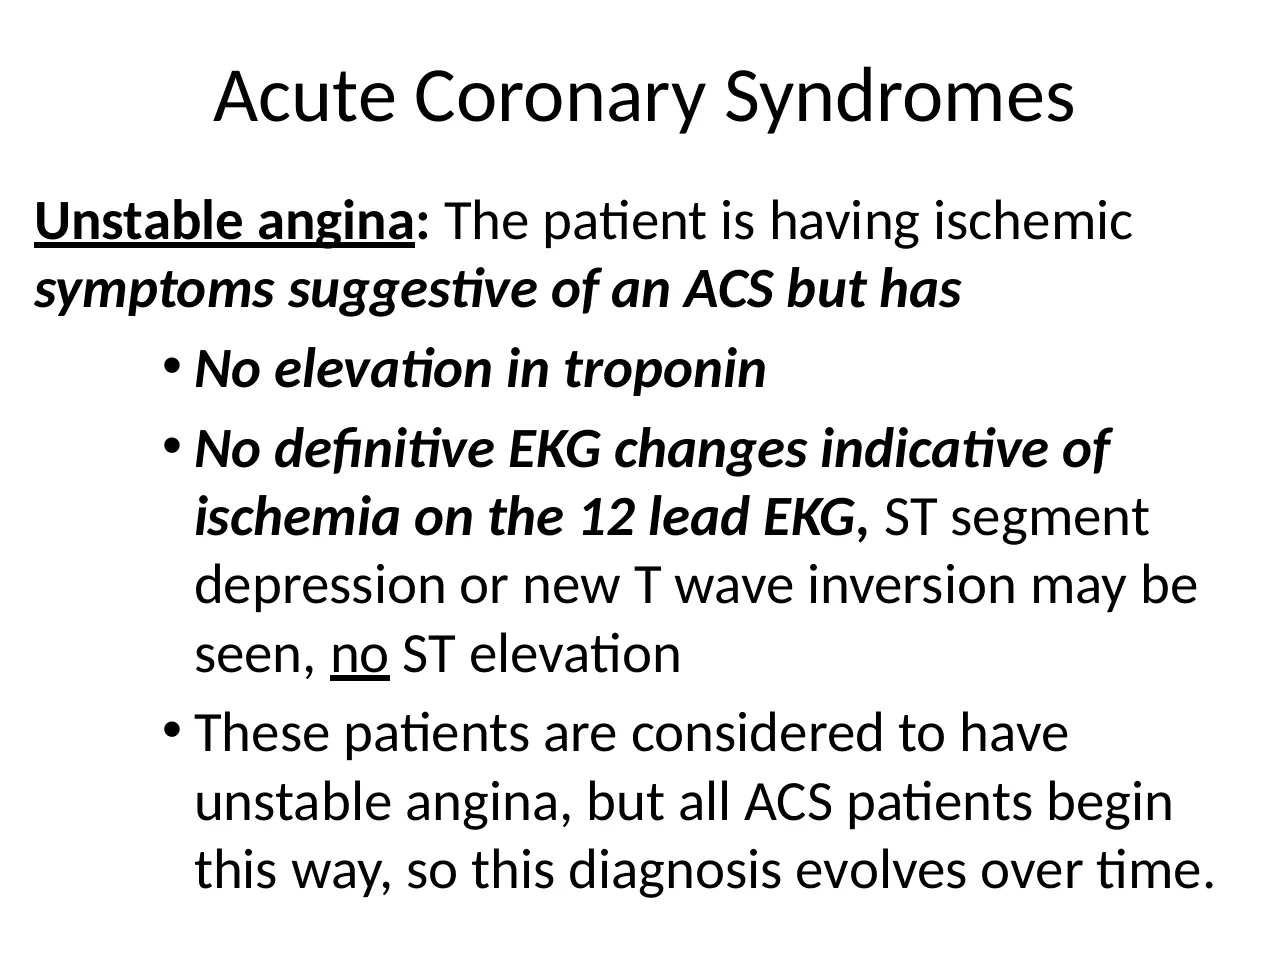 Acute Coronary Syndromes
Unstable angina: The patient is having ischemic
symptoms suggestive of an ACS but has
• No elevation in troponin
• No definitive EKG changes indicative of
ischemia on the 12 lead EKG, ST segment
depression or new T wave inversion may be
seen, no ST elevation
• These patients are considered to have
unstable angina, but all ACS patients begin
this way, so this diagnosis evolves over time.